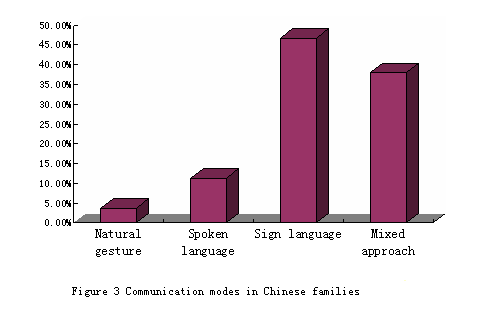 50.00%
45.00%
40.00%
35.00%
30.00%
25.00%
20.00%
15.00%
10.00%
5.00%
0.00%
Natural gesture
Spoken language
Sign language
Mixed approach
Figure 3 Communication modes in Chinese families